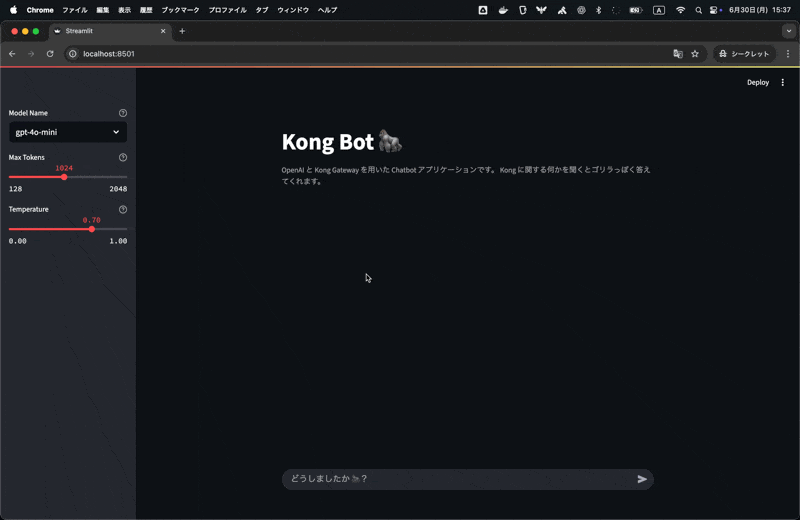 Chrome ファイル 編集 表示 履歴 ブックマーク プロファイル タブ ウィンドウ ヘルプ A 6月30日(月) 15:37
Streamlit
localhost:8501 シークレット
Deploy
Model Name
gpt-4o-mini
Max Tokens
1024
128 2048
Temperature
0.70
0.00 1.00
Kong Bot 🦍
OpenAI と Kong Gateway を用いた Chatbot アプリケーションです。 Kong に関する何かを聞くとゴリラっぽく答え
てくれます。
どうしましたか 🦍 ?